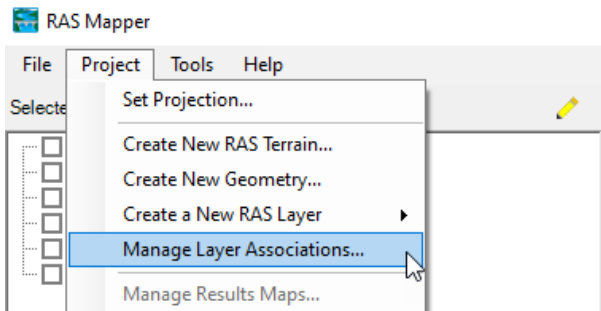 RAS Mapper
File Project Tools Help
Selecte
Set Projection...
Create New RAS Terrain...
Create New Geometry...
Create a New RAS Layer
Manage Layer Associations...
Manage Results Maps...